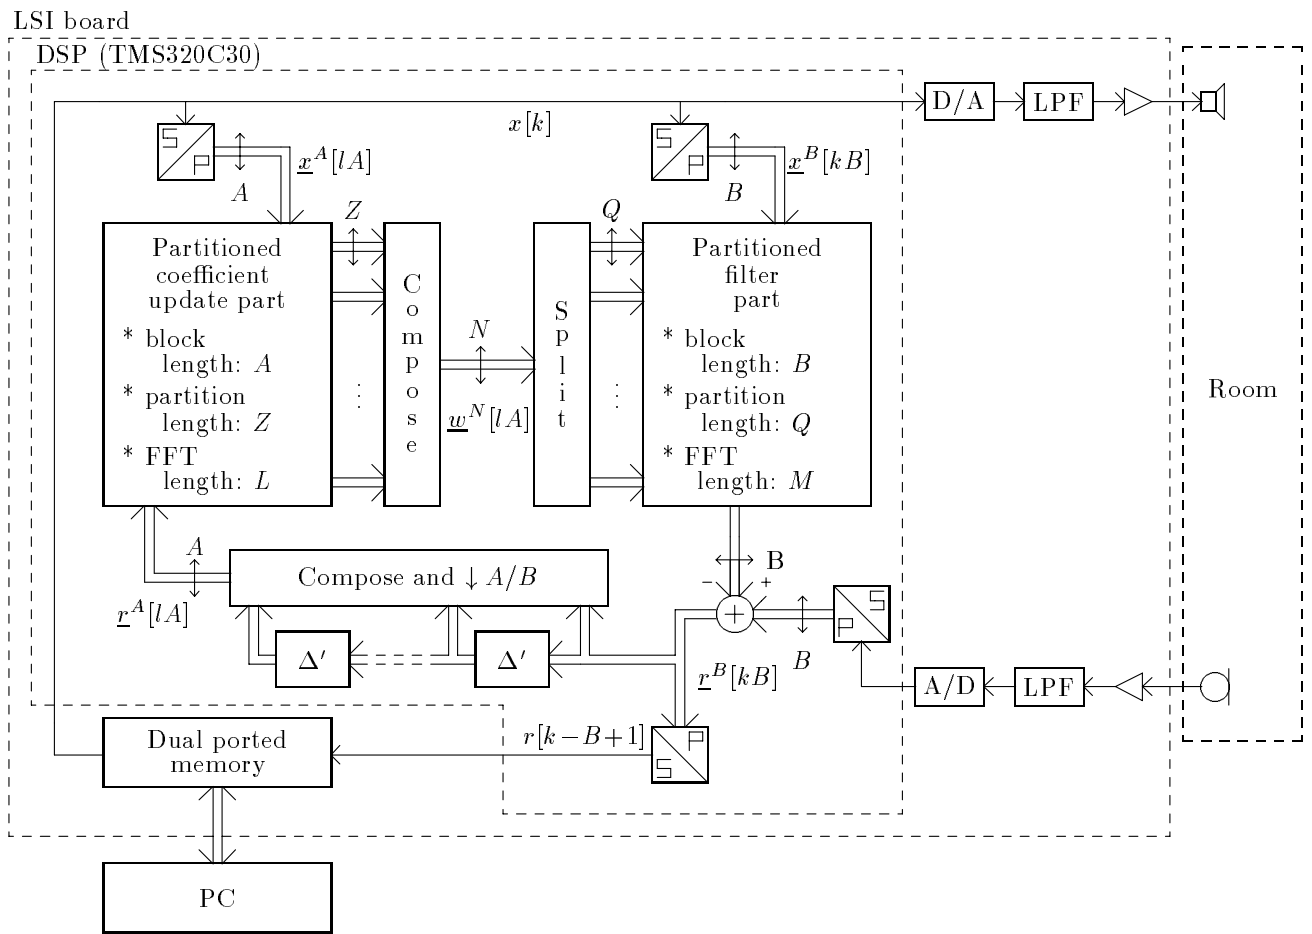 LSI board
DSP (TMS320C30)
D/A
LPF
x[k]
S
P
A
x^A[lA]
S
P
B
x^B[kB]
Partitioned
coefficient
update part
* block
length: A
* partition
length: Z
* FFT
length: L
Z
C
o
m
p
o
s
e
N
w^N[lA]
S
p
l
i
t
Q
Partitioned
filter
part
* block
length: B
* partition
length: Q
* FFT
length: M
Room
A
r^A[lA]
Compose and ↓ A/B
B
− +
+
B
S
P
Δ′
Δ′
r^B[kB]
A/D
LPF
Dual ported
memory
r[k−B+1]
P
S
PC